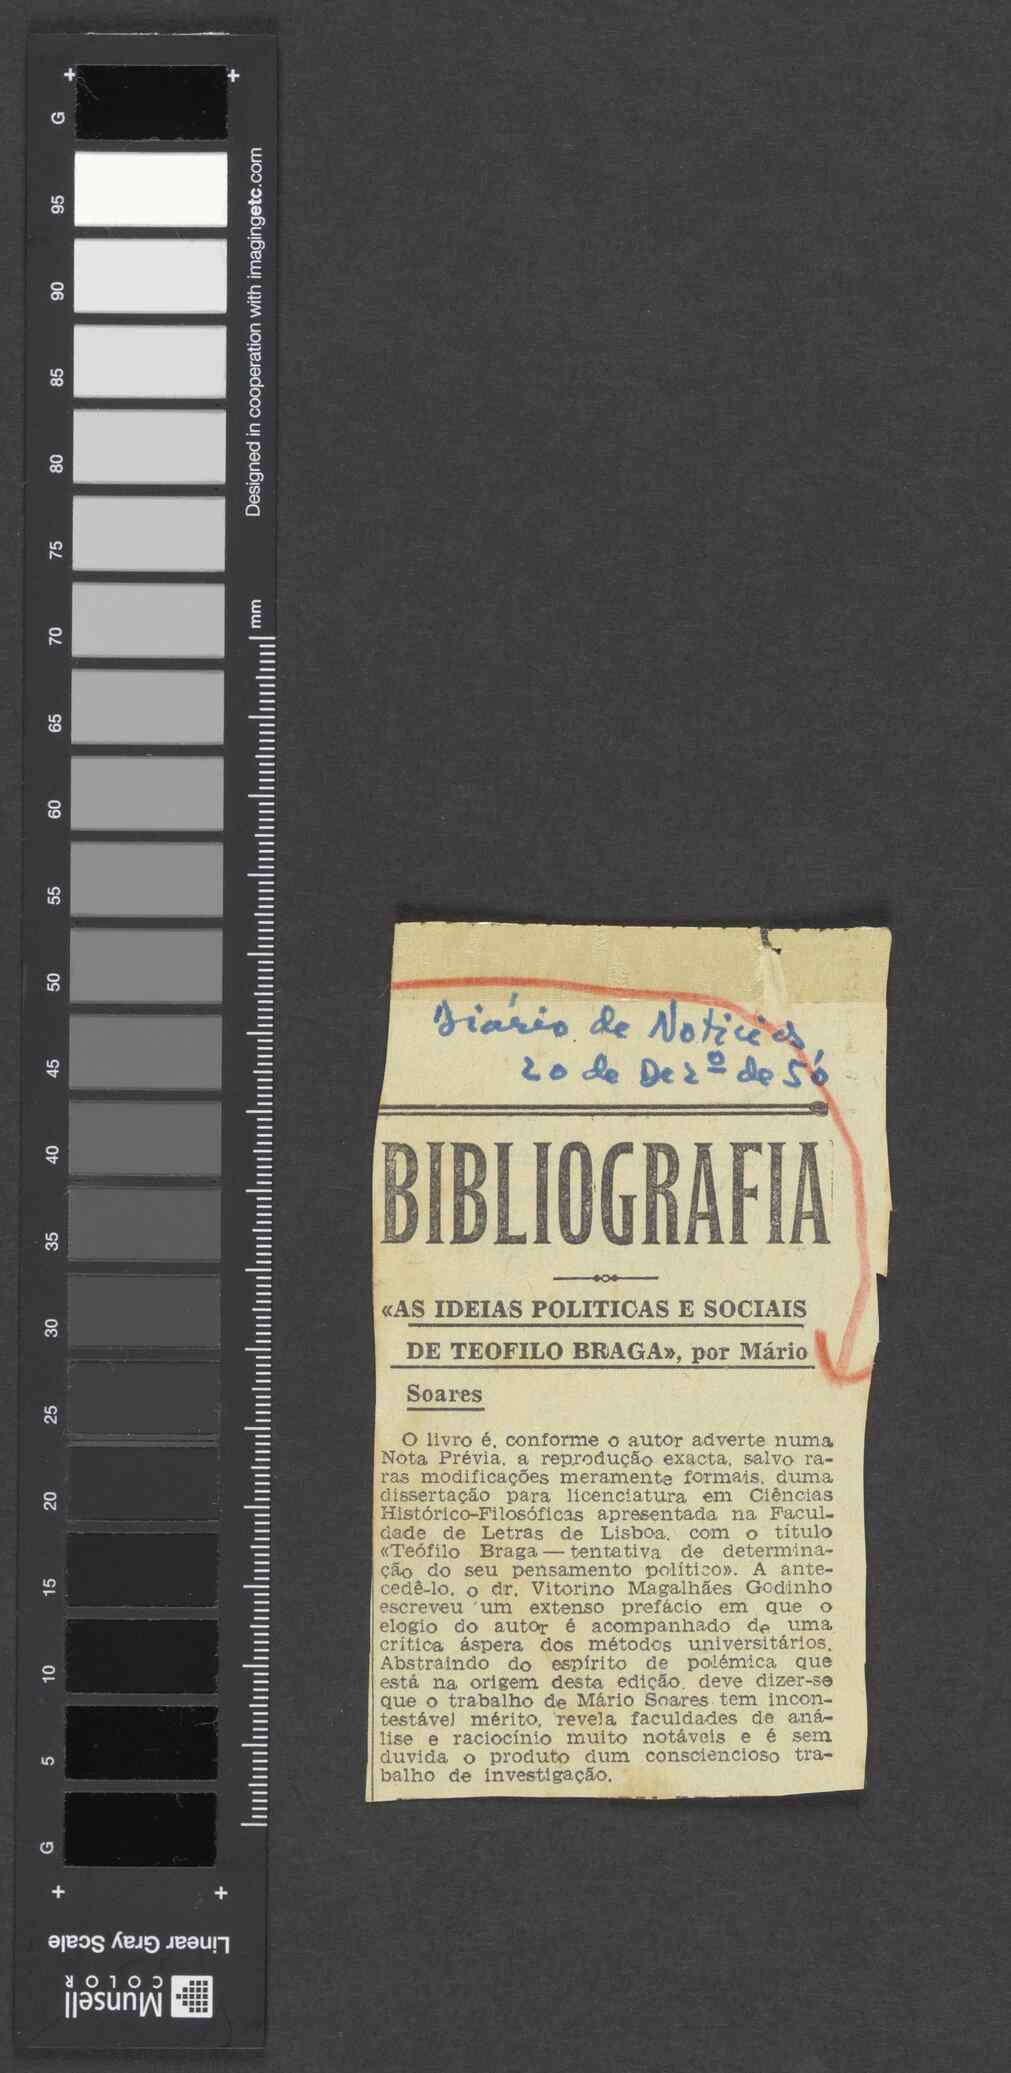 G
95
90
85
80
75
70
65
60
55
50
45
40
35
30
25
20
15
10
5
G
Designed in cooperation with imagingetc.com
mm
Linear Gray Scale
Munsell
COLOR
Diário de Noticias,
20 de Dezº de 50
BIBLIOGRAFIA
«AS IDEIAS POLITICAS E SOCIAIS
DE TEOFILO BRAGA», por Mário
Soares
O livro é, conforme o autor adverte numa
Nota Prévia, a reprodução exacta, salvo ra-
ras modificações meramente formais, duma
dissertação para licenciatura em Ciências
Histórico-Filosóficas apresentada na Facul-
dade de Letras de Lisboa, com o titulo
«Teófilo Braga — tentativa de determina-
ção do seu pensamento político». A ante-
cedê-lo, o dr. Vitorino Magalhães Godinho
escreveu um extenso prefácio em que o
elogio do autor é acompanhado de uma
critica áspera dos métodos universitários.
Abstraindo do espírito de polémica que
está na origem desta edição, deve dizer-se
que o trabalho de Mário Soares tem incon-
testável mérito, revela faculdades de aná-
lise e raciocínio muito notáveis e é sem
duvida o produto dum consciencioso tra-
balho de investigação.